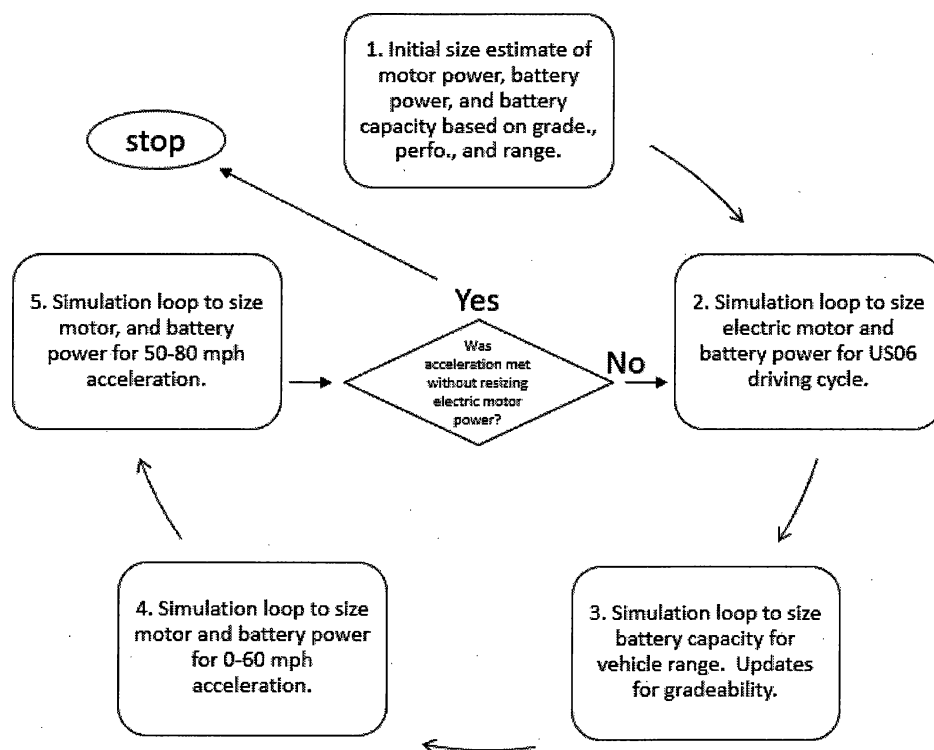 1. Initial size estimate of
motor power, battery
power, and battery
capacity based on grade.,
perfo., and range.
stop
5. Simulation loop to size
motor, and battery
power for 50-80 mph
acceleration.
Yes
Was
acceleration met
without resizing
electric motor
power?
No
2. Simulation loop to size
electric motor and
battery power for US06
driving cycle.
4. Simulation loop to size
motor and battery power
for 0-60 mph
acceleration.
3. Simulation loop to size
battery capacity for
vehicle range. Updates
for gradeability.